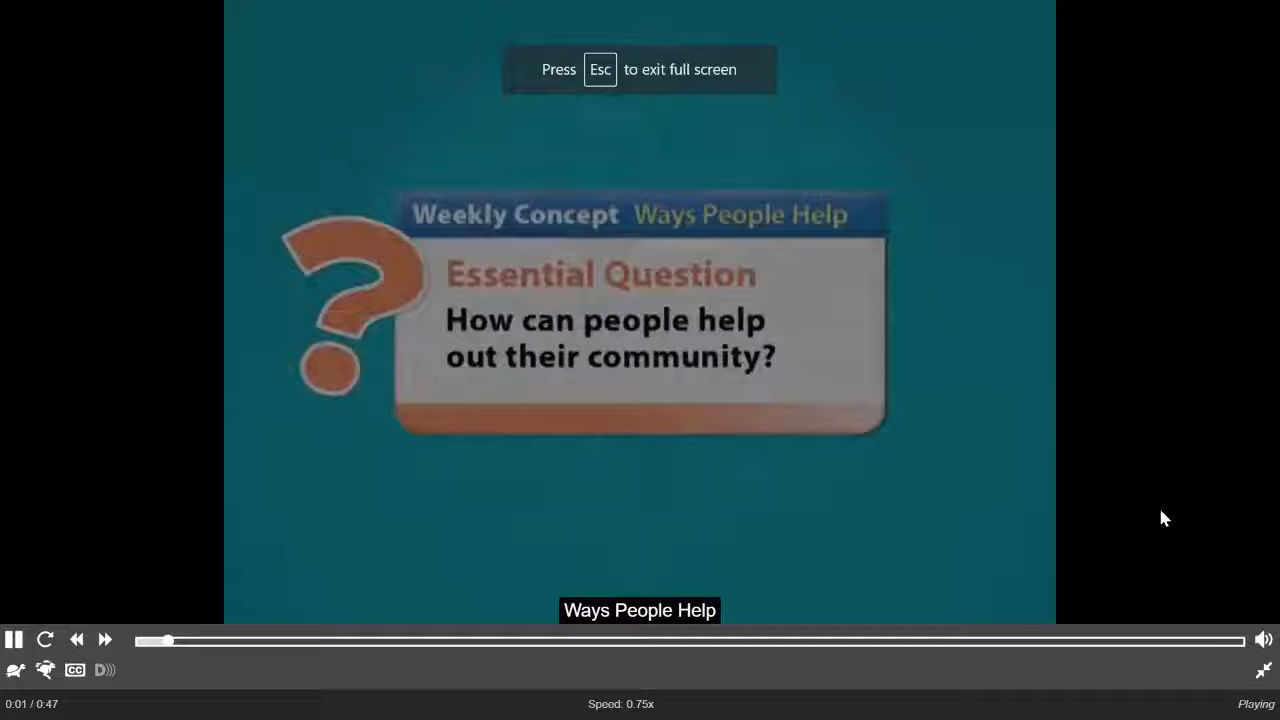 Press Esc to exit full screen
Weekly Concept Ways People Help
Essential Question
How can people help
out their community?
Ways People Help
CC D)))
0:01 / 0:47 Speed: 0.75x Playing